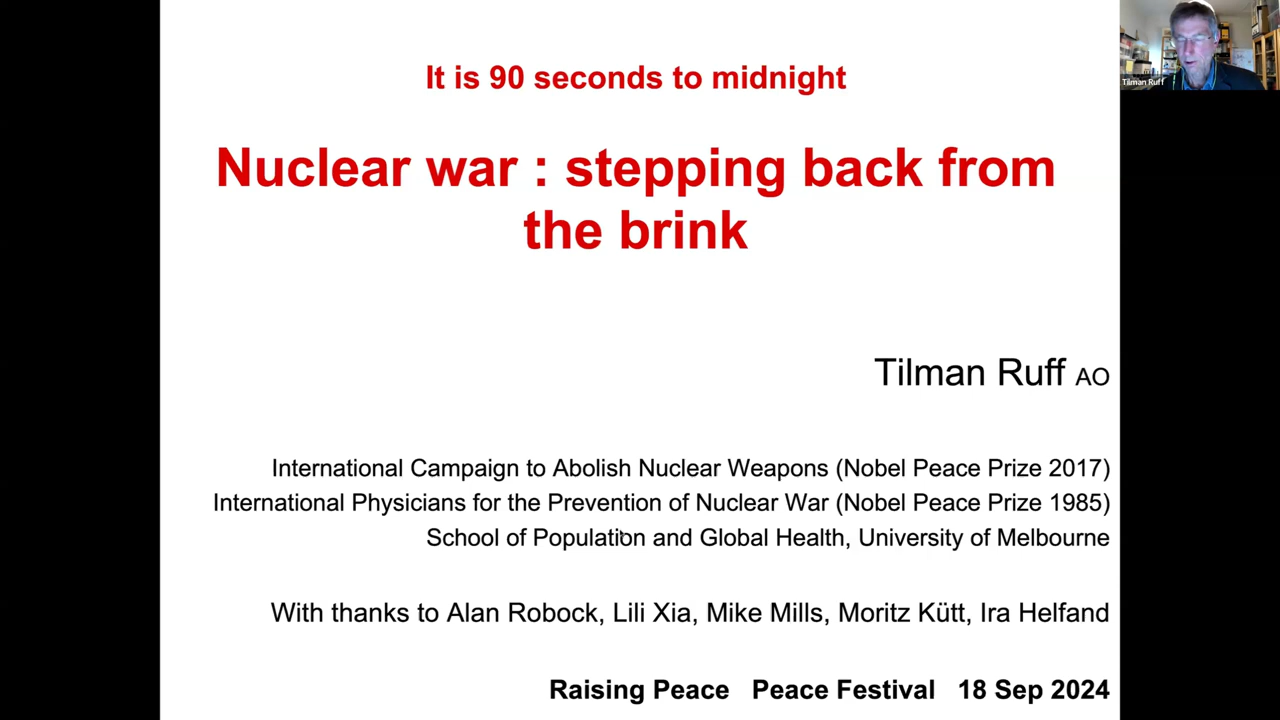 It is 90 seconds to midnight
Nuclear war : stepping back from
the brink
Tilman Ruff
Tilman Ruff AO
International Campaign to Abolish Nuclear Weapons (Nobel Peace Prize 2017)
International Physicians for the Prevention of Nuclear War (Nobel Peace Prize 1985)
School of Population and Global Health, University of Melbourne
With thanks to Alan Robock, Lili Xia, Mike Mills, Moritz Kütt, Ira Helfand
Raising Peace Peace Festival 18 Sep 2024